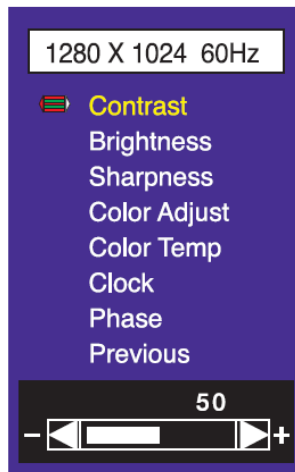 1280 X 1024 60Hz
Contrast
Brightness
Sharpness
Color Adjust
Color Temp
Clock
Phase
Previous
50
- +